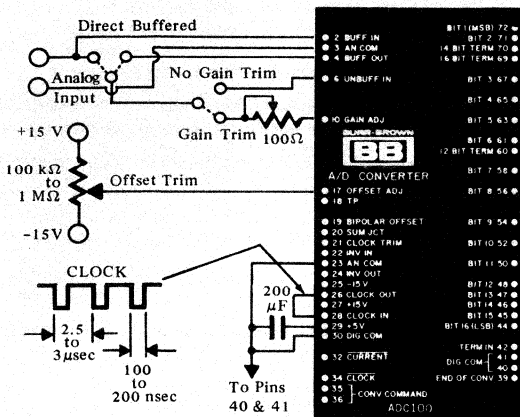 Direct Buffered
Analog
Input
No Gain Trim
Gain Trim
100Ω
+15 V
100 kΩ
to
1 MΩ
Offset Trim
-15V
CLOCK
2.5
to
3μsec
100
to
200 nsec
200
μF
To Pins
40 & 41
2 BUFF IN
3 AN COM
4 BUFF OUT
6 UNBUFF IN
10 GAIN ADJ
BURR-BROWN
BB
A/D CONVERTER
17 OFFSET ADJ
18 TP
19 BIPOLAR OFFSET
20 SUM JCT
21 CLOCK TRIM
22 INV IN
23 AN COM
24 INV OUT
25 -15V
26 CLOCK OUT
27 +15V
28 CLOCK IN
29 +5V
30 DIG COM
32 CURRENT
34 CLOCK
35
36
CONV COMMAND
BIT 1 (MSB) 72
BIT 2 71
14 BIT TERM 70
16 BIT TERM 69
BIT 3 67
BIT 4 65
BIT 5 63
BIT 6 61
12 BIT TERM 60
BIT 7 58
BIT 8 56
BIT 9 54
BIT 10 52
BIT 11 50
BIT 12 48
BIT 13 47
BIT 14 46
BIT 15 45
BIT 16 (LSB) 44
TERM IN 42
DIG COM
41
40
END OF CONV 39
ADC100